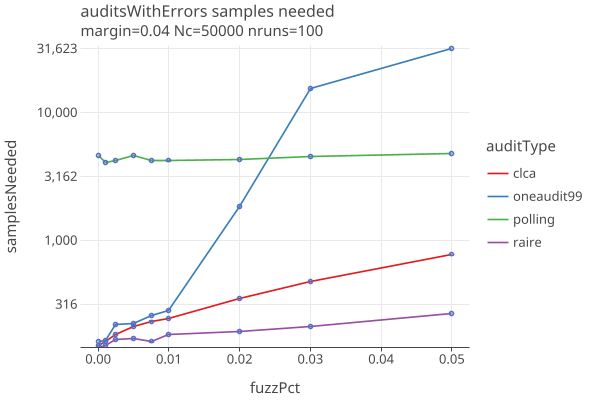 auditsWithErrors samples needed
margin=0.04 Nc=50000 nruns=100
31,623
10,000
3,162
1,000
316
samplesNeeded
0.00
0.01
0.02
0.03
0.04
0.05
fuzzPct
auditType
clca
oneaudit99
polling
raire